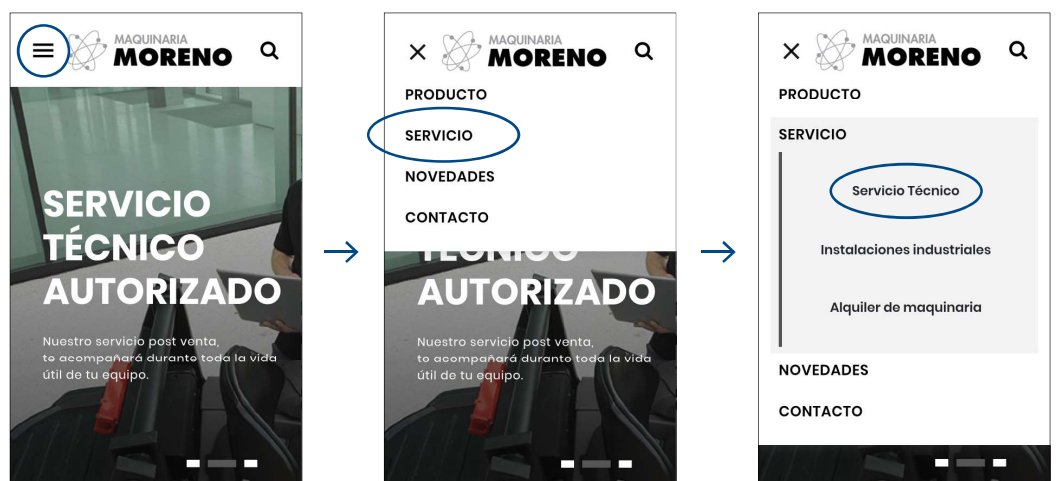 MAQUINARIA
MORENO
SERVICIO
TÉCNICO
AUTORIZADO
Nuestro servicio post venta,
te acompañará durante toda la vida
útil de tu equipo.
MAQUINARIA
MORENO
PRODUCTO
SERVICIO
NOVEDADES
CONTACTO
TÉCNICO
AUTORIZADO
Nuestro servicio post venta,
te acompañará durante toda la vida
útil de tu equipo.
MAQUINARIA
MORENO
PRODUCTO
SERVICIO
Servicio Técnico
Instalaciones industriales
Alquiler de maquinaria
NOVEDADES
CONTACTO